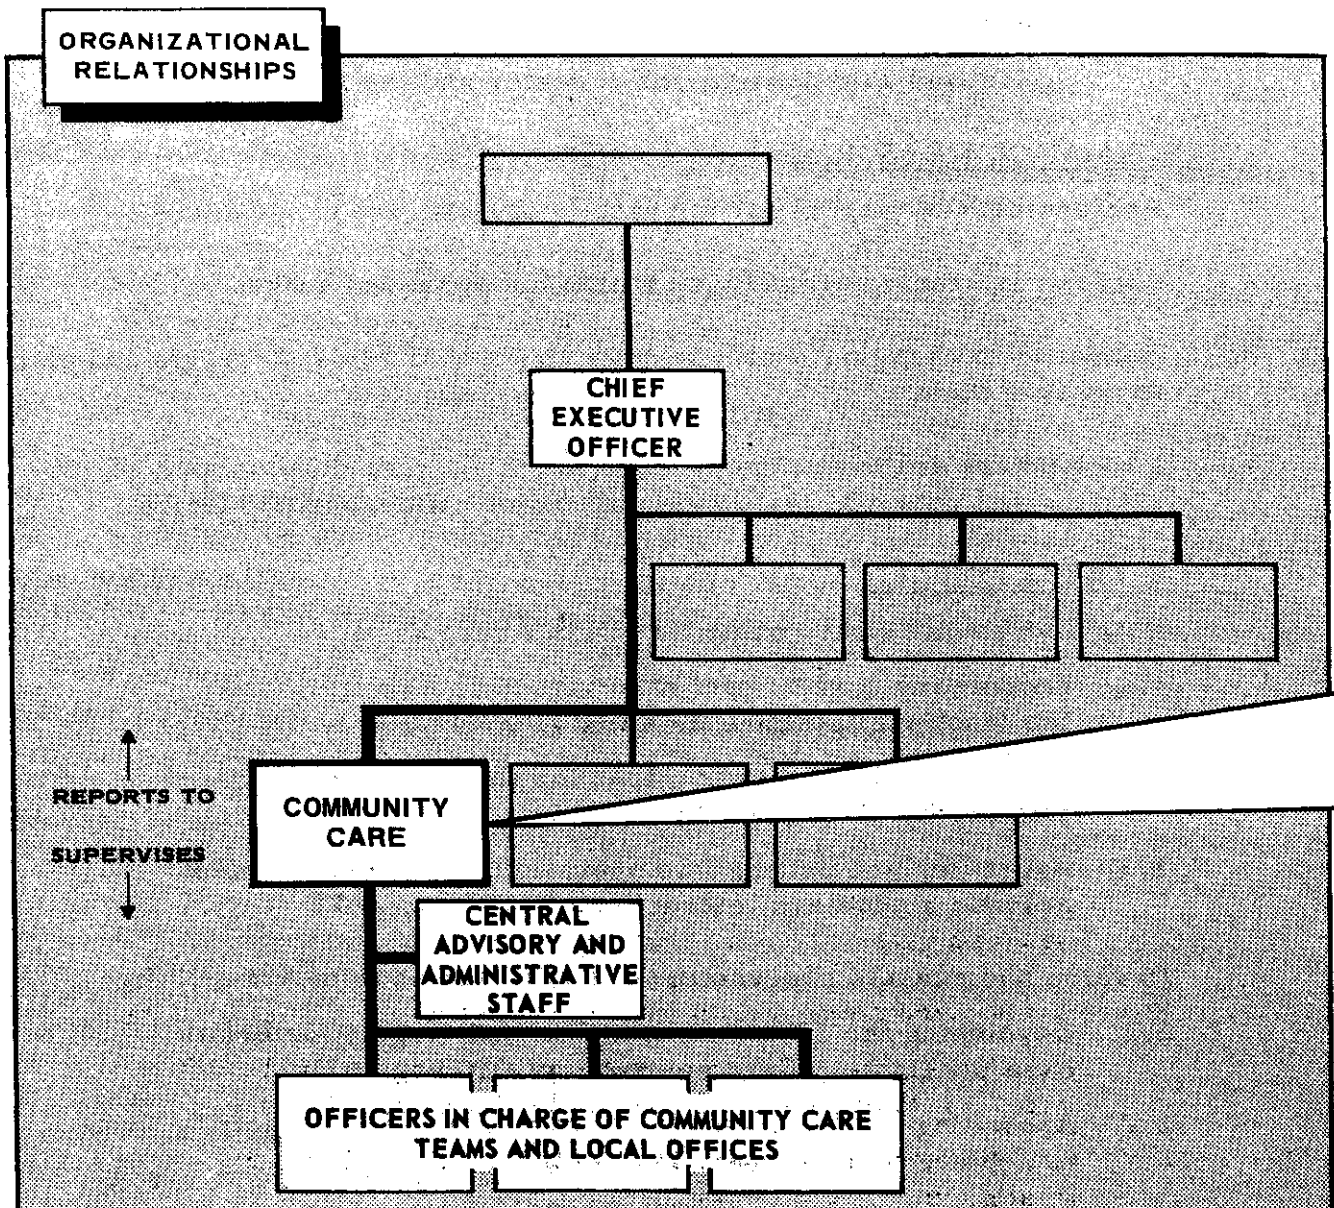 ORGANIZATIONAL
RELATIONSHIPS
CHIEF
EXECUTIVE
OFFICER
REPORTS TO
SUPERVISES
COMMUNITY
CARE
CENTRAL
ADVISORY AND
ADMINISTRATIVE
STAFF
OFFICERS IN CHARGE OF COMMUNITY CARE
TEAMS AND LOCAL OFFICES